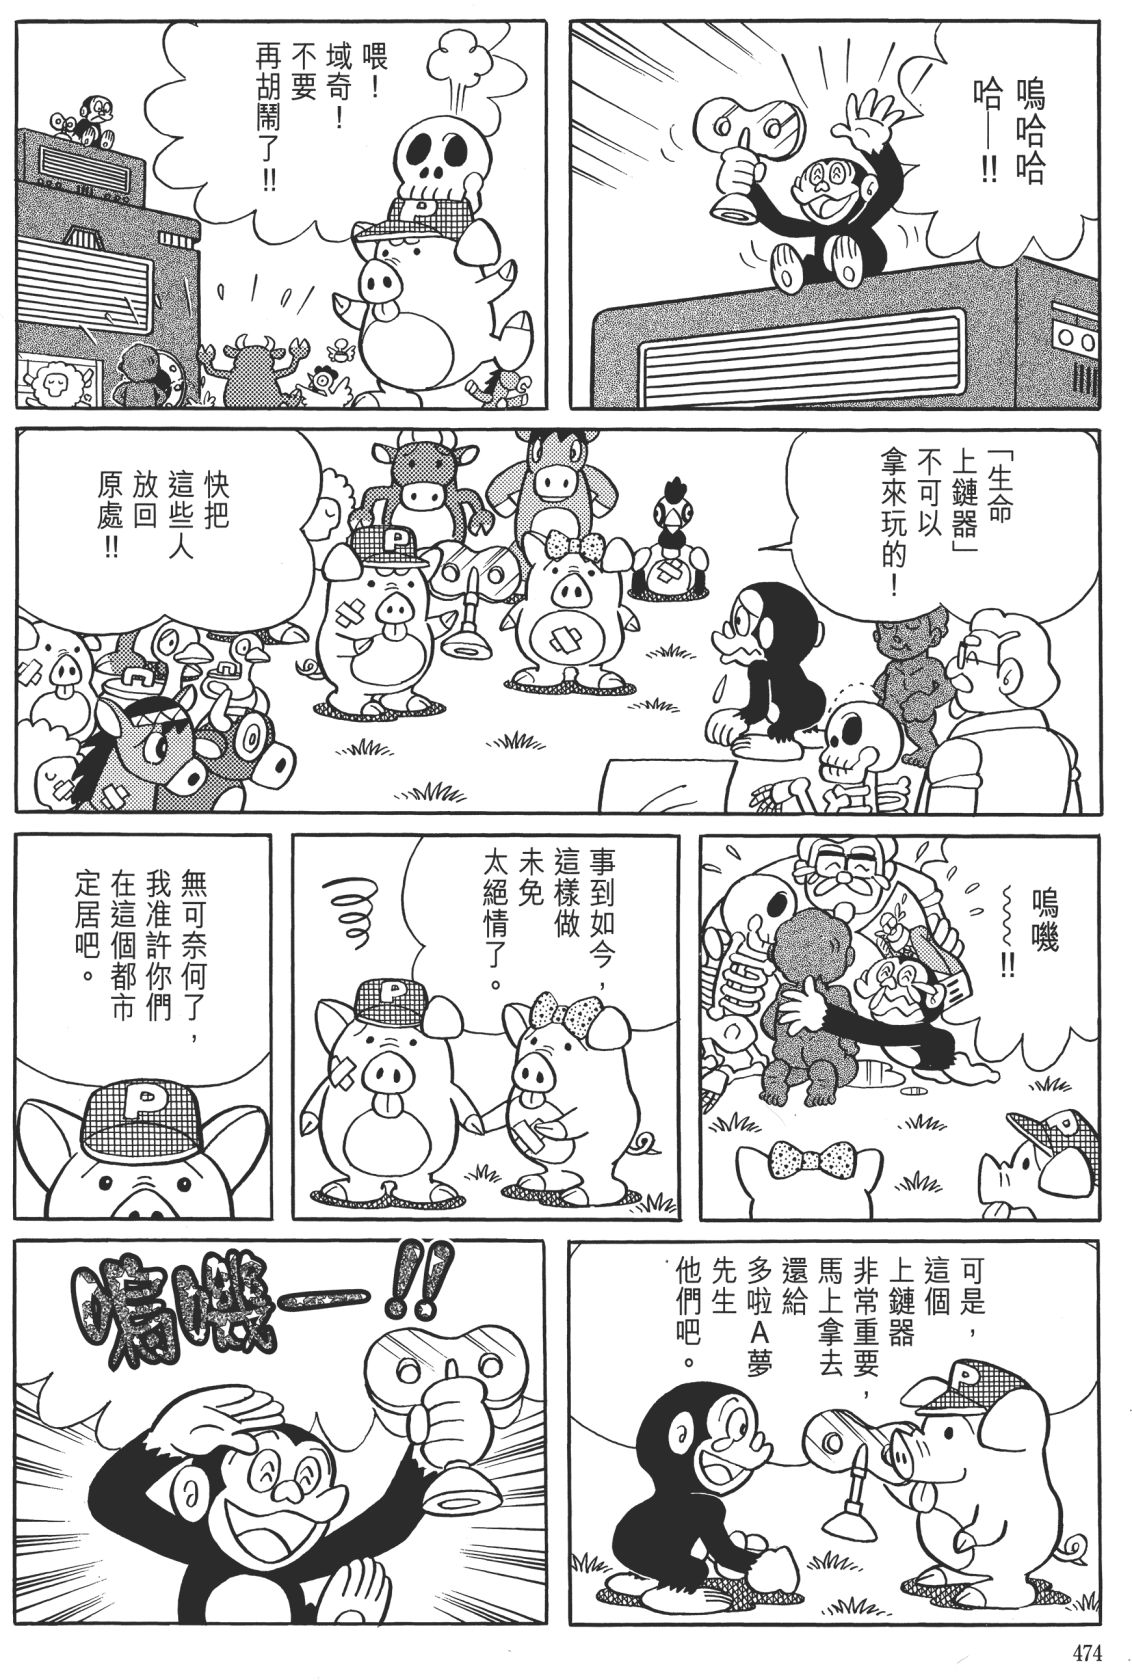 嗚哈哈
哈——!!
喂！
域奇！
不要
再胡鬧了!!
P
「生命
上鏈器」
不可以
拿來玩的！
快把
這些人
放回
原處!!
P
嗚嘰
～～!!
P
事到如今，
這樣做
未免
太絕情了。
P
無可奈何了，
我准許你們
在這個都市
定居吧。
P
可是，
這個
上鏈器
非常重要，
馬上拿去
還給
多啦A夢
先生
他們吧。
P
嗚嘰——!!
474